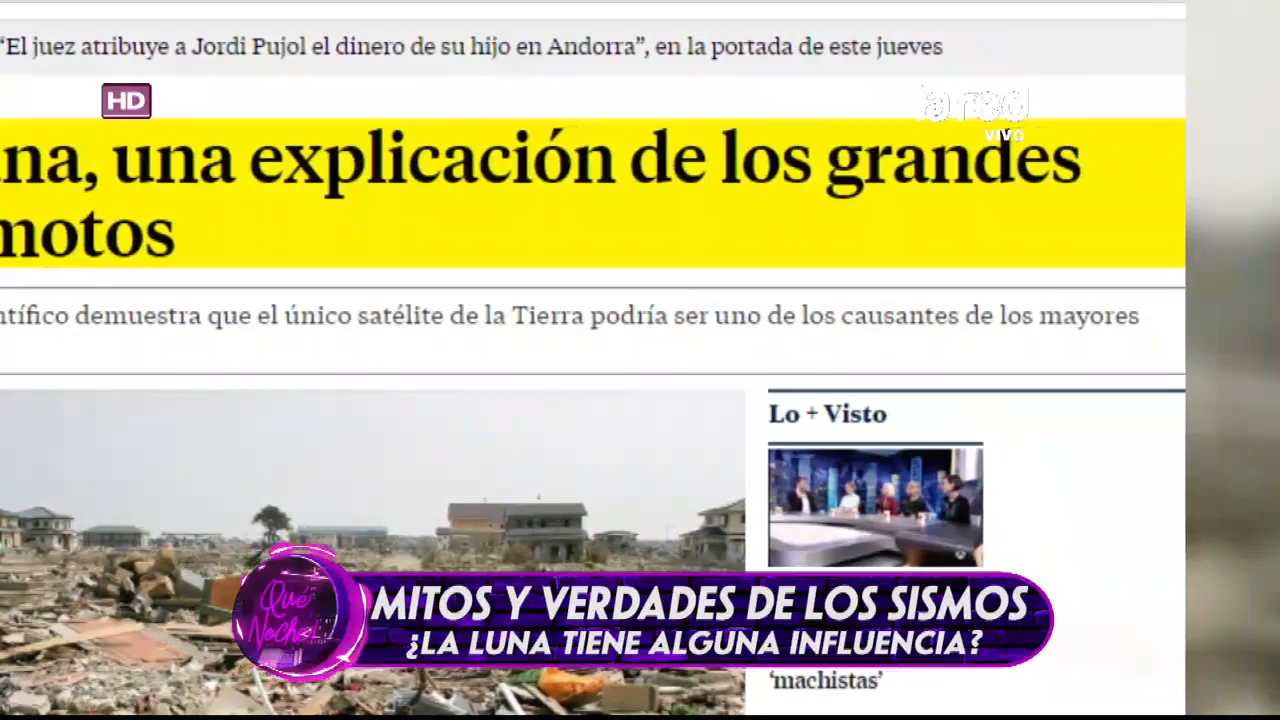 “El juez atribuye a Jordi Pujol el dinero de su hijo en Andorra”, en la portada de este jueves
HD
a red
VIVO
una, una explicación de los grandes
motos
ntífico demuestra que el único satélite de la Tierra podría ser uno de los causantes de los mayores
Lo + Visto
Qué
Noche!
MITOS Y VERDADES DE LOS SISMOS
¿LA LUNA TIENE ALGUNA INFLUENCIA?
‘machistas’